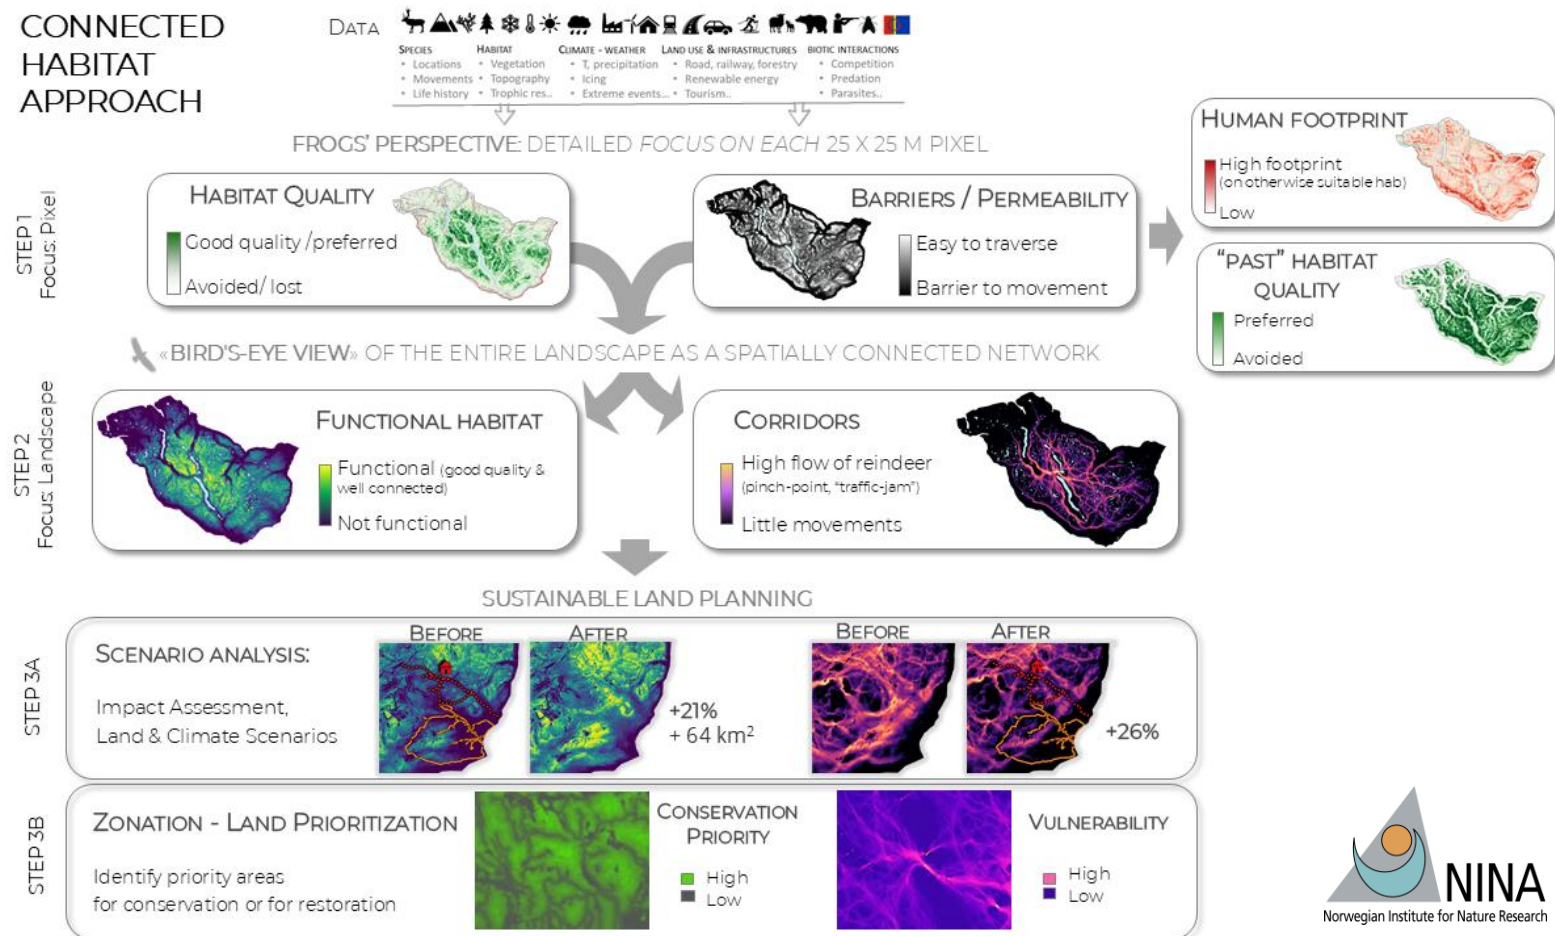 CONNECTED
HABITAT
APPROACH
DATA
SPECIES
• Locations
• Movements
• Life history
HABITAT
• Vegetation
• Topography
• Trophic res..
CLIMATE - WEATHER
• T, precipitation
• Icing
• Extreme events...
LAND USE & INFRASTRUCTURES
• Road, railway, forestry
• Renewable energy
• Tourism..
BIOTIC INTERACTIONS
• Competition
• Predation
• Parasites..
FROGS' PERSPECTIVE: DETAILED FOCUS ON EACH 25 X 25 M PIXEL
STEP 1
Focus: Pixel
HABITAT QUALITY
Good quality /preferred
Avoided/ lost
BARRIERS / PERMEABILITY
Easy to traverse
Barrier to movement
HUMAN FOOTPRINT
High footprint
(on otherwise suitable hab)
Low
"PAST" HABITAT
QUALITY
Preferred
Avoided
«BIRD'S-EYE VIEW» OF THE ENTIRE LANDSCAPE AS A SPATIALLY CONNECTED NETWORK
STEP2
Focus: Landscape
FUNCTIONAL HABITAT
Functional (good quality &
well connected)
Not functional
CORRIDORS
High flow of reindeer
(pinch-point, "traffic-jam")
Little movements
SUSTAINABLE LAND PLANNING
STEP 3A
SCENARIO ANALYSIS:
Impact Assessment,
Land & Climate Scenarios
BEFORE
AFTER
+21%
+ 64 km²
BEFORE
AFTER
+26%
STEP 3B
ZONATION - LAND PRIORITIZATION
Identify priority areas
for conservation or for restoration
CONSERVATION
PRIORITY
High
Low
VULNERABILITY
High
Low
NINA
Norwegian Institute for Nature Research